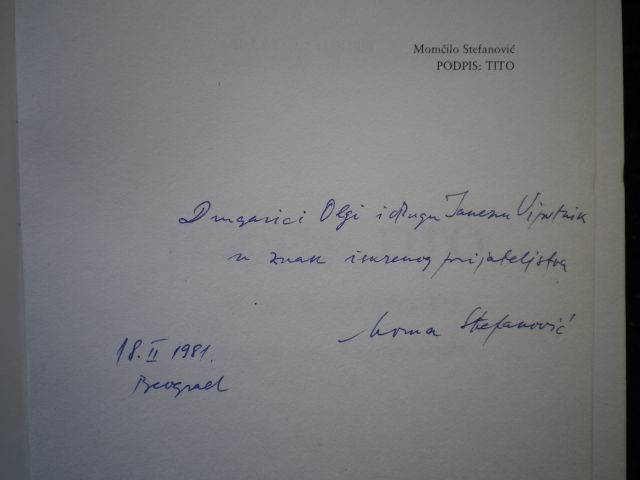 Momčilo Stefanović
PODPIS: TITO
Drugarici Olgi i drugu Janezu Vipotnik
u znak iskrenog prijateljstva
Moma Stefanović
18. II 1981.
Beograd